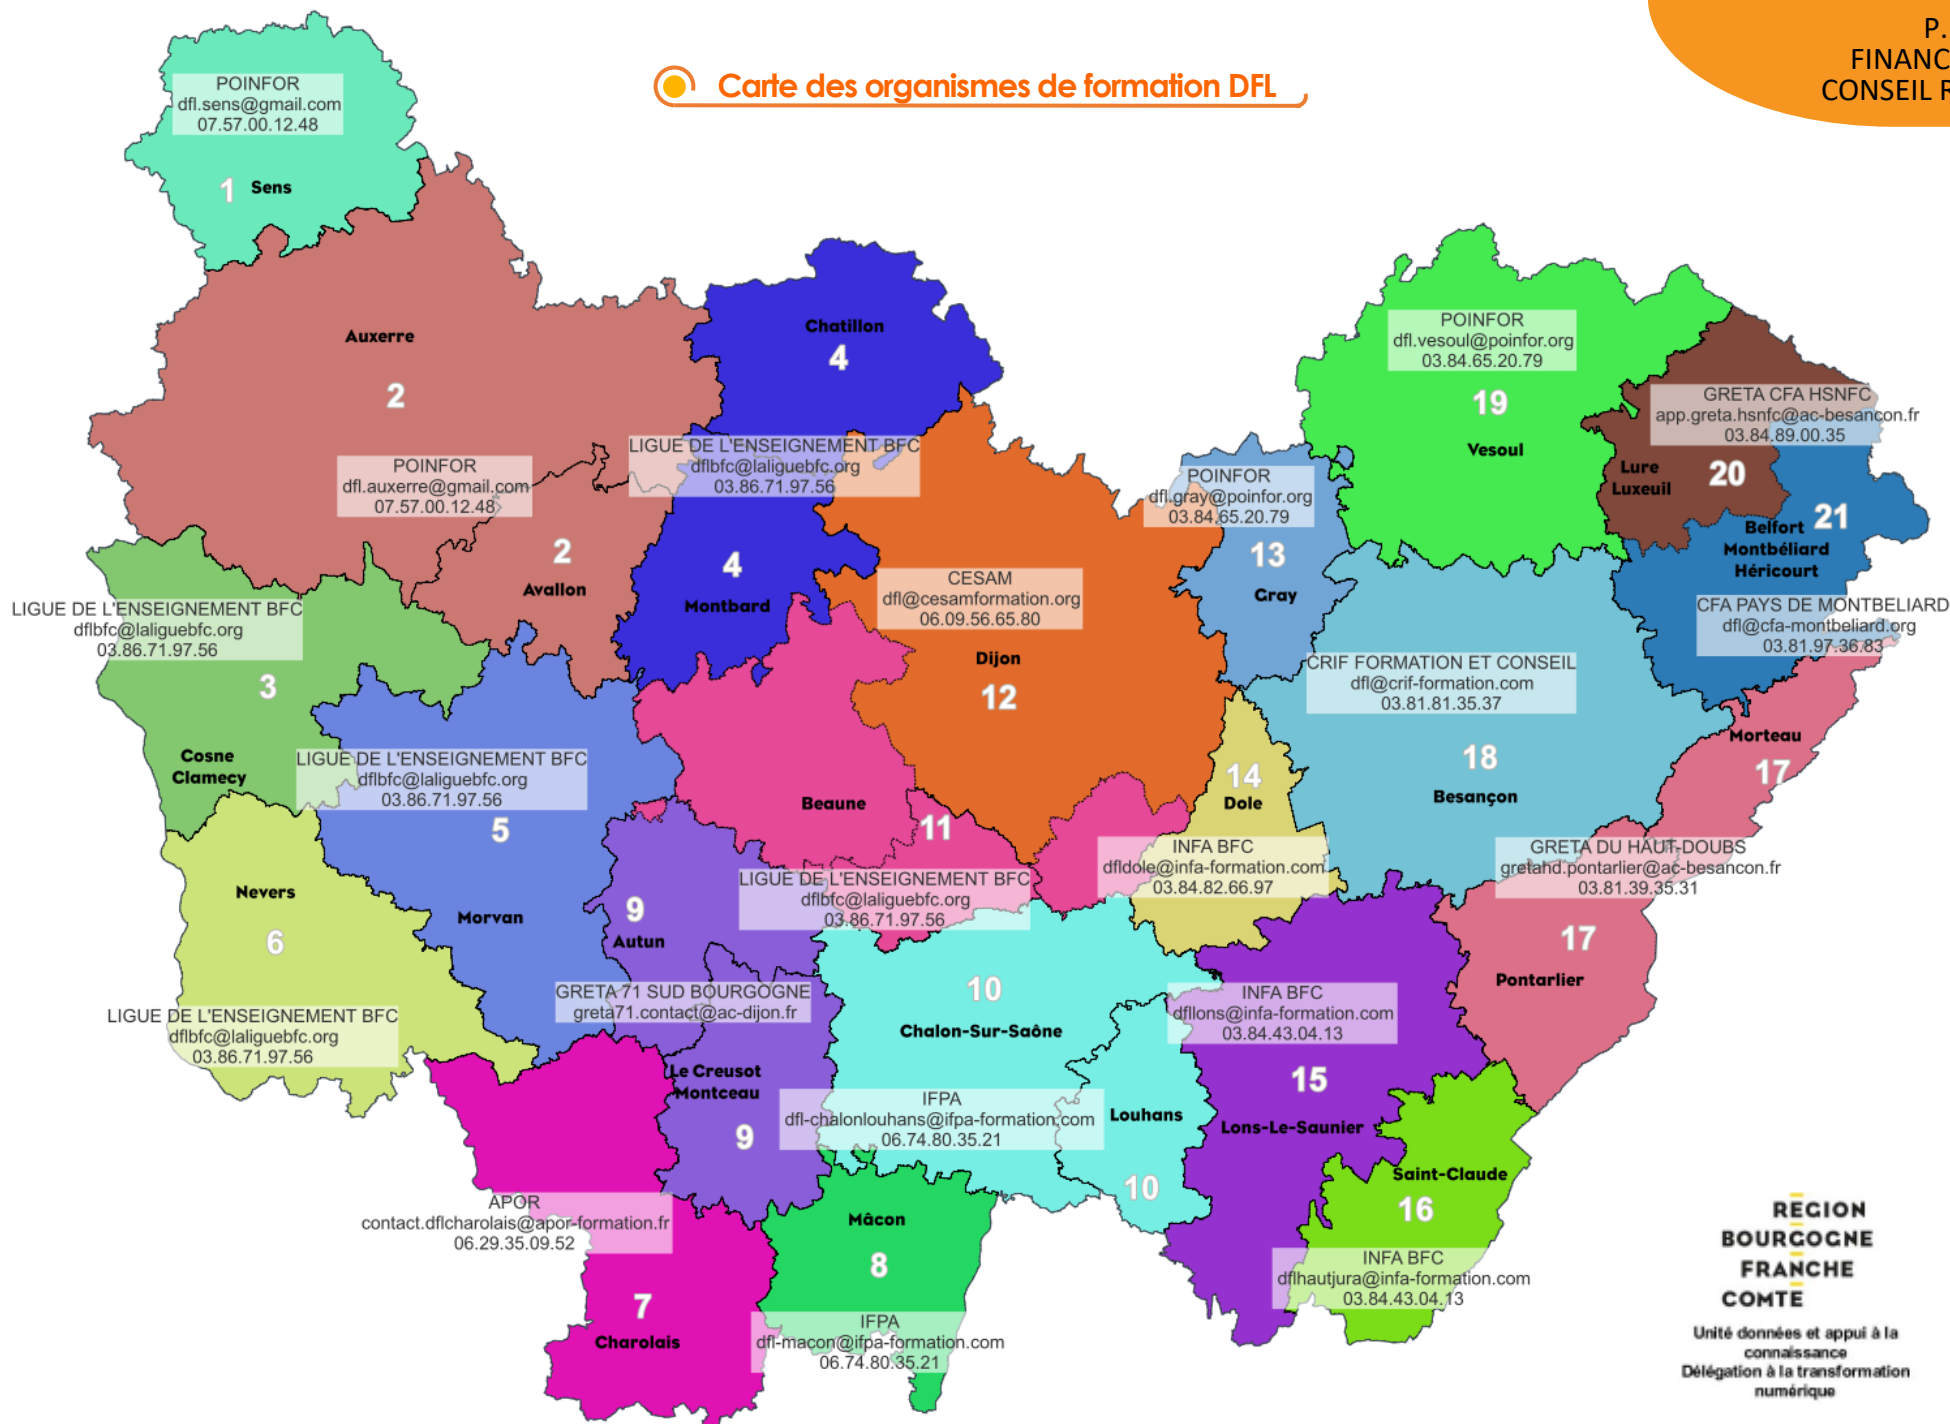 P.
FINANC
CONSEIL R
Carte des organismes de formation DFL
POINFOR
dfl.sens@gmail.com
07.57.00.12.48
1 Sens
Auxerre
2
POINFOR
dfl.auxerre@gmail.com
07.57.00.12.48
2
Avallon
Chatillon
4
LIGUE DE L'ENSEIGNEMENT BFC
dflbfc@laliguebfc.org
03.86.71.97.56
4
Montbard
POINFOR
dfl.vesoul@poinfor.org
03.84.65.20.79
19
Vesoul
GRETA CFA HSNFC
app.greta.hsnfc@ac-besancon.fr
03.84.89.00.35
Lure
Luxeuil
20
21
Belfort
Montbéliard
Héricourt
CFA PAYS DE MONTBELIARD
dfl@cfa-montbeliard.org
03.81.97.36.83
POINFOR
dfl.gray@poinfor.org
03.84.65.20.79
13
Gray
CESAM
dfl@cesamformation.org
06.09.56.65.80
Dijon
12
LIGUE DE L'ENSEIGNEMENT BFC
dflbfc@laliguebfc.org
03.86.71.97.56
3
Cosne
Clamecy
LIGUE DE L'ENSEIGNEMENT BFC
dflbfc@laliguebfc.org
03.86.71.97.56
5
Morvan
CRIF FORMATION ET CONSEIL
dfl@crif-formation.com
03.81.81.35.37
18
Besançon
Morteau
17
GRETA DU HAUT-DOUBS
gretahd.pontarlier@ac-besancon.fr
03.81.39.35.31
17
Pontarlier
14
Dole
INFA BFC
dfldole@infa-formation.com
03.84.82.66.97
Beaune
11
LIGUE DE L'ENSEIGNEMENT BFC
dflbfc@laliguebfc.org
03.86.71.97.56
Nevers
6
LIGUE DE L'ENSEIGNEMENT BFC
dflbfc@laliguebfc.org
03.86.71.97.56
9
Autun
GRETA 71 SUD BOURGOGNE
greta71.contact@ac-dijon.fr
Le Creusot
Montceau
9
10
Chalon-Sur-Saône
IFPA
dfl-chalonlouhans@ifpa-formation.com
06.74.80.35.21
Louhans
10
INFA BFC
dfllons@infa-formation.com
03.84.43.04.13
15
Lons-Le-Saunier
Saint-Claude
16
INFA BFC
dflhautjura@infa-formation.com
03.84.43.04.13
APOR
contact.dflcharolais@apor-formation.fr
06.29.35.09.52
7
Charolais
Mâcon
8
IFPA
dfl-macon@ifpa-formation.com
06.74.80.35.21
REGION
BOURGOGNE
FRANCHE
COMTE
Unité données et appui à la
connaissance
Délégation à la transformation
numérique